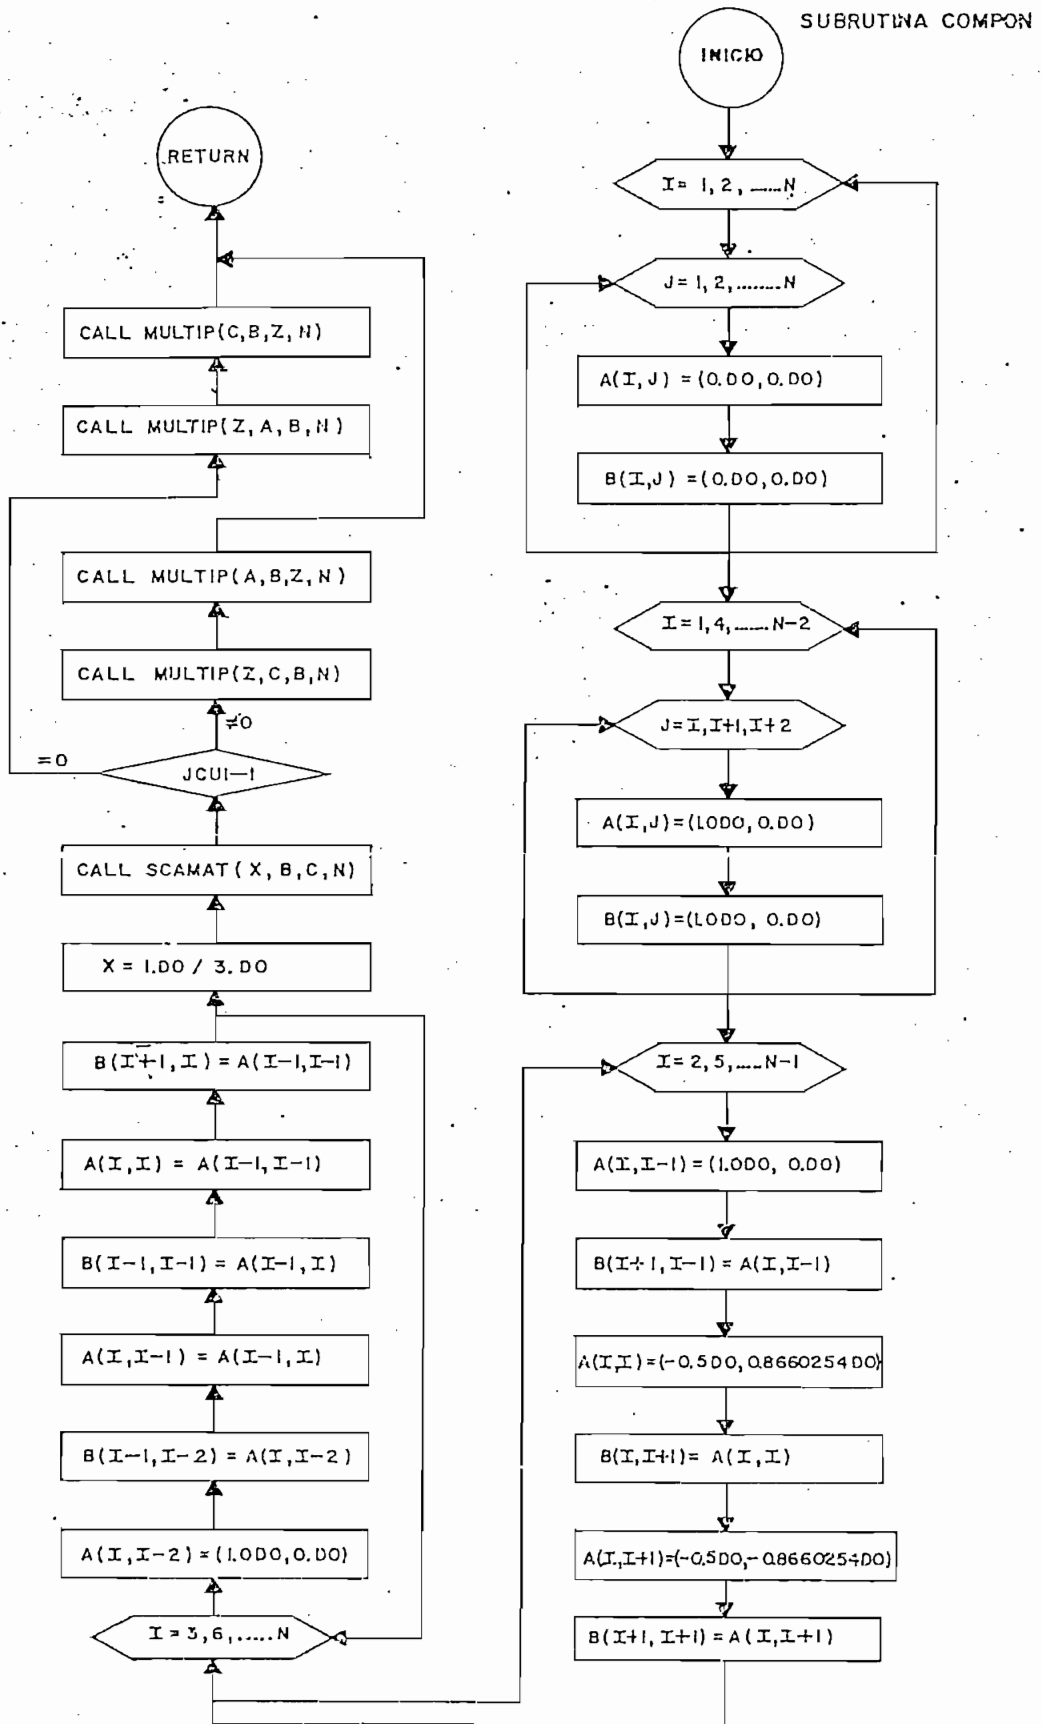 SUBRUTINA COMPON
INICIO
I = 1, 2, ......N
J = 1, 2, ........N
A(I,J) = (0.D0,0.D0)
B(I,J) = (0.D0,0.D0)
I = 1,4, ...... N-2
J=I,I+1,I+2
A(I,J)=(1.0D0, 0.D0)
B(I,J)=(1.0D0, 0.D0)
I = 2, 5, .....N-1
A(I,I-1) = (1.0D0, 0.D0)
B(I+1,I-1) = A(I,I-1)
A(I,I)=(-0.5D0,0.8660254D0)
B(I,I+1)= A(I,I)
A(I,I+1)=(-0.5D0,-0.8660254D0)
B(I+1, I+1) = A(I,I+1)
I = 3, 6, .....N
A(I,I-2) = (1.0D0,0.D0)
B(I-1,I-2) = A(I,I-2)
A(I,I-1) = A(I-1,I)
B(I-1,I-1) = A(I-1,I)
A(I,I) = A(I-1,I-1)
B(I+1,I) = A(I-1,I-1)
X = 1.D0 / 3.D0
CALL SCAMAT(X, B,C,N)
JCUI-1
=0
≠0
CALL MULTIP(Z,C,B,N)
CALL MULTIP(A,B,Z,N)
CALL MULTIP(Z,A,B,N)
CALL MULTIP(C,B,Z,N)
RETURN